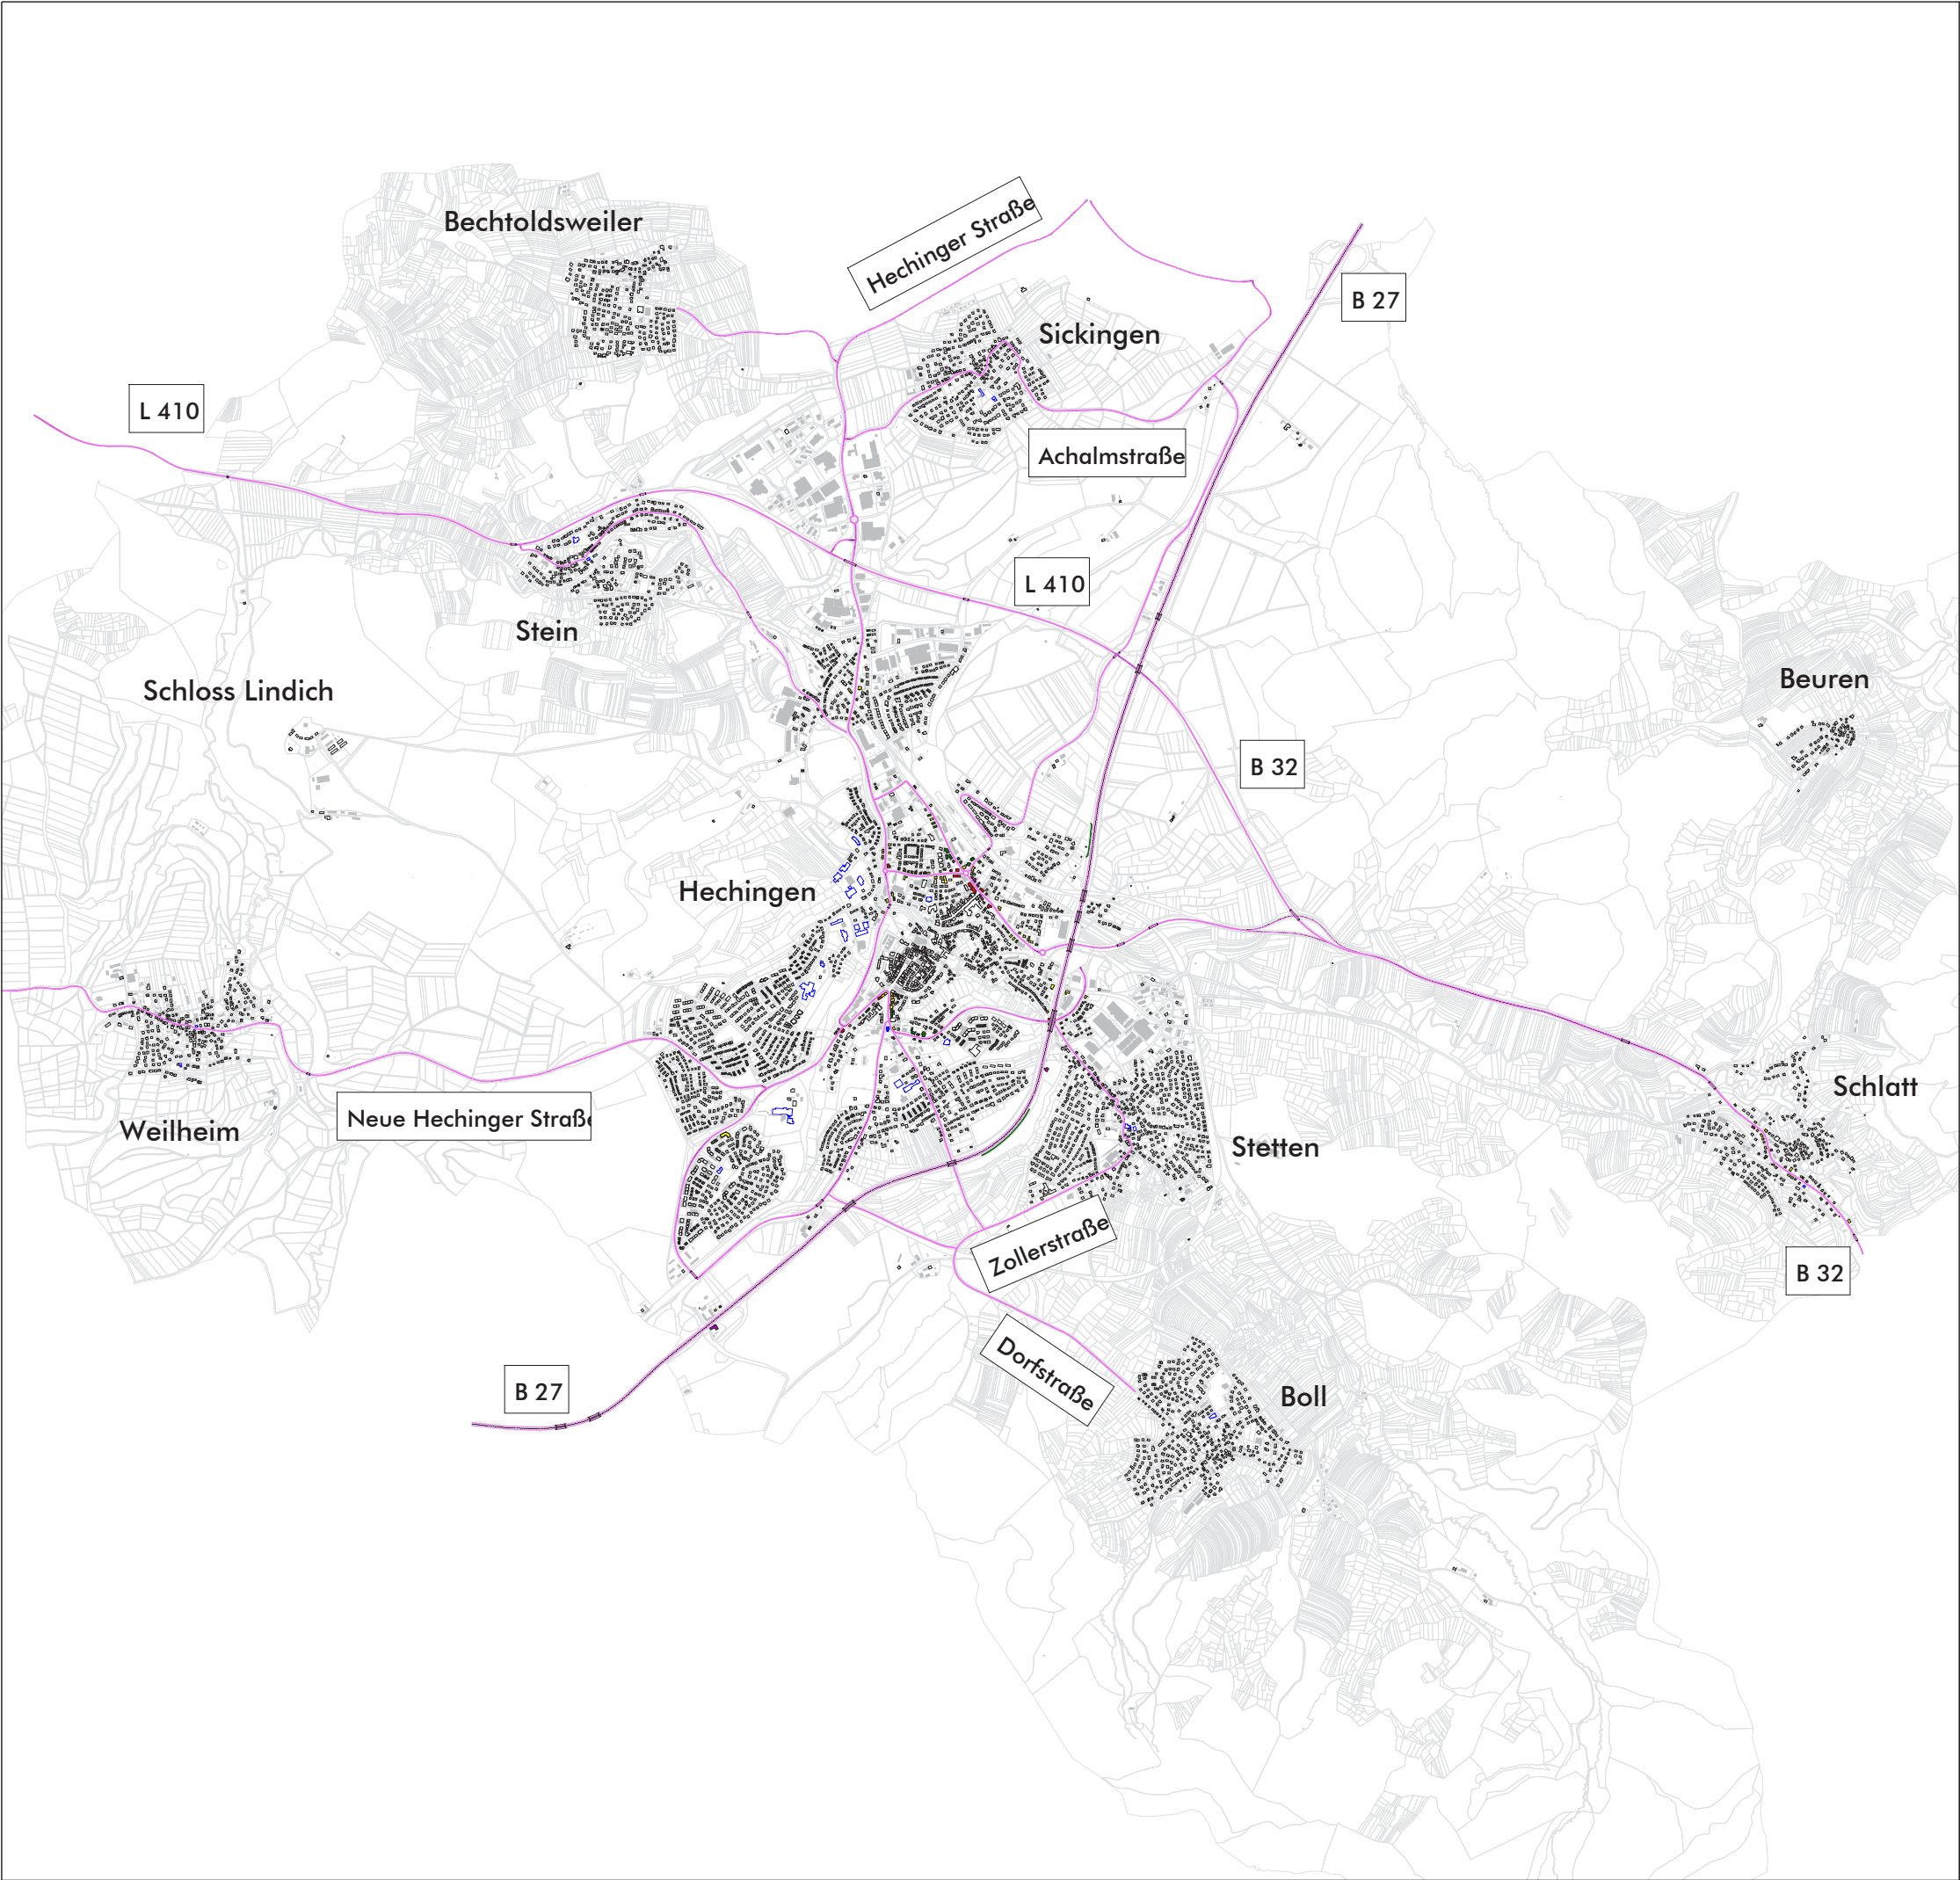 Bechtoldsweiler
Hechinger Straße
B 27
Sickingen
L 410
Achalmstraße
L 410
Stein
Schloss Lindich
Beuren
B 32
Hechingen
Schlatt
Neue Hechinger Straße
Weilheim
Stetten
Zollerstraße
B 32
Dorfstraße
B 27
Boll